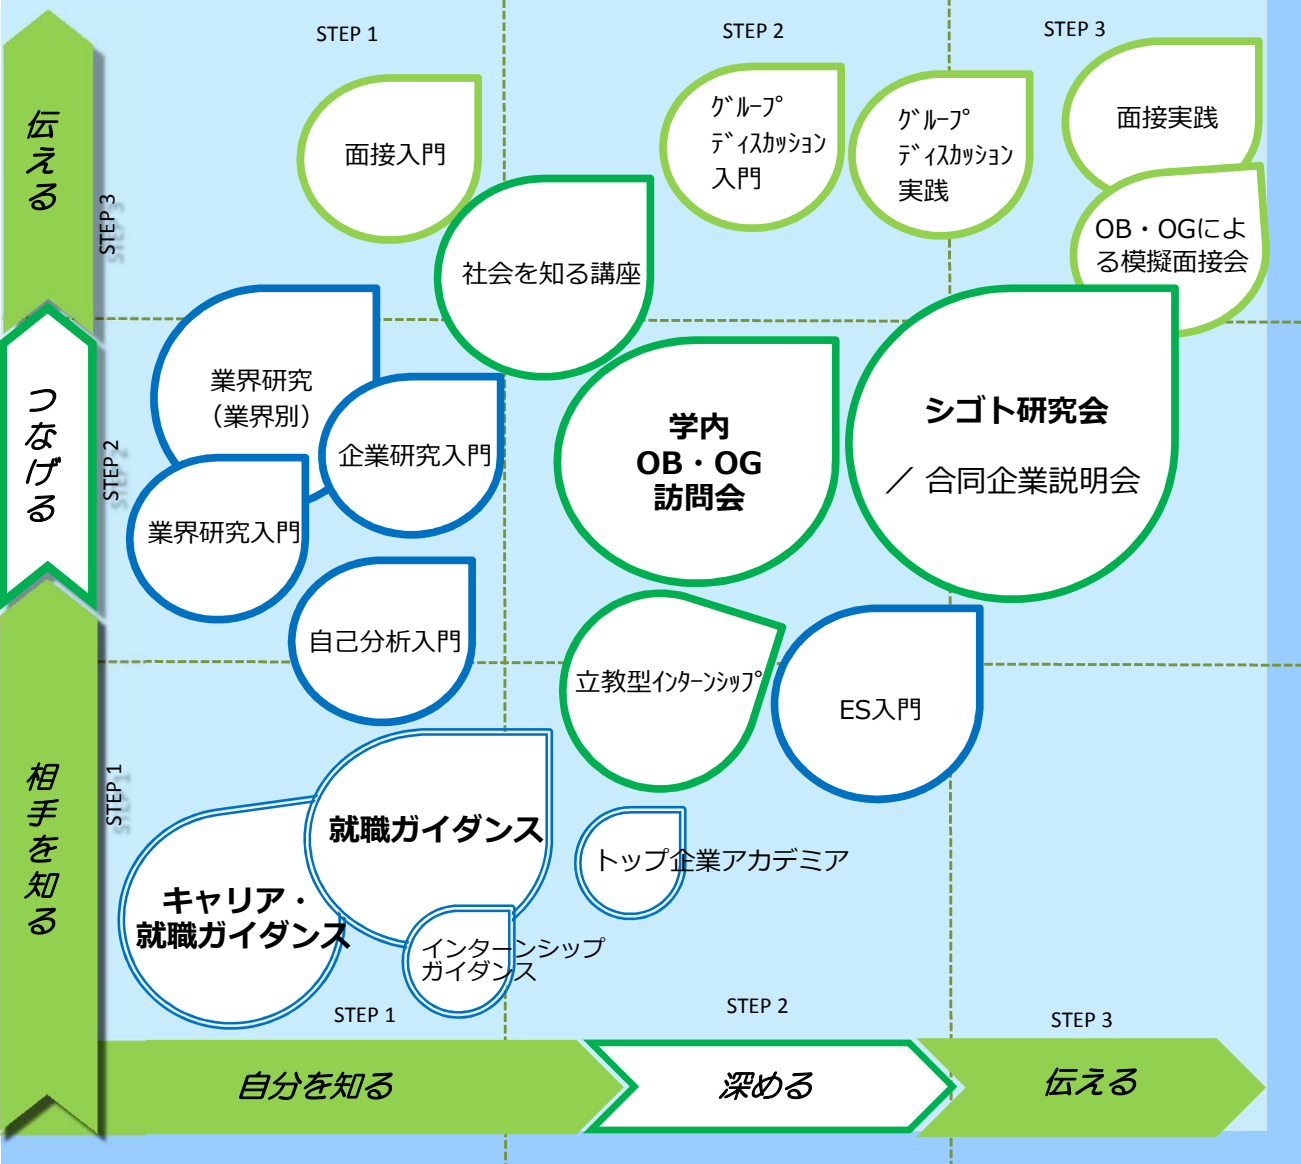 STEP 1
STEP 2
STEP 3
伝える
STEP 3
面接入門
グループ
ディスカッション
入門
グループ
ディスカッション
実践
面接実践
OB・OGによ
る模擬面接会
社会を知る講座
つなげる
STEP 2
業界研究
（業界別）
企業研究入門
業界研究入門
学内
OB・OG
訪問会
シゴト研究会
／ 合同企業説明会
自己分析入門
立教型インターンシップ
ES入門
相手を知る
STEP 1
就職ガイダンス
キャリア・
就職ガイダンス
インターンシップ
ガイダンス
トップ企業アカデミア
STEP 1
STEP 2
STEP 3
自分を知る
深める
伝える